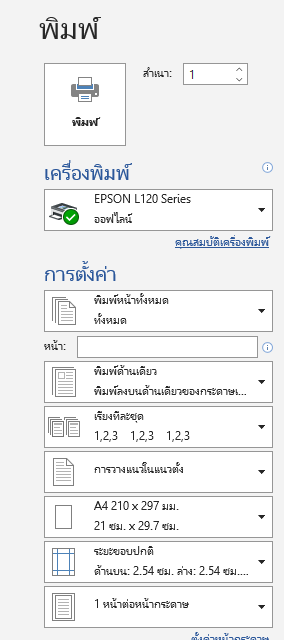 พิมพ์
สำเนา: 1
พิมพ์
เครื่องพิมพ์
EPSON L120 Series
ออฟไลน์
คุณสมบัติเครื่องพิมพ์
การตั้งค่า
พิมพ์หน้าทั้งหมด
ทั้งหมด
หน้า:
พิมพ์ด้านเดียว
พิมพ์ลงบนด้านเดียวของกระดาษเ...
เรียงทีละชุด
1,2,3 1,2,3 1,2,3
การวางแนวในแนวตั้ง
A4 210 x 297 มม.
21 ซม. x 29.7 ซม.
ระยะขอบปกติ
ด้านบน: 2.54 ซม. ล่าง: 2.54 ซม....
1 หน้าต่อหน้ากระดาษ
ตั้งค่าหน้ากระดาษ